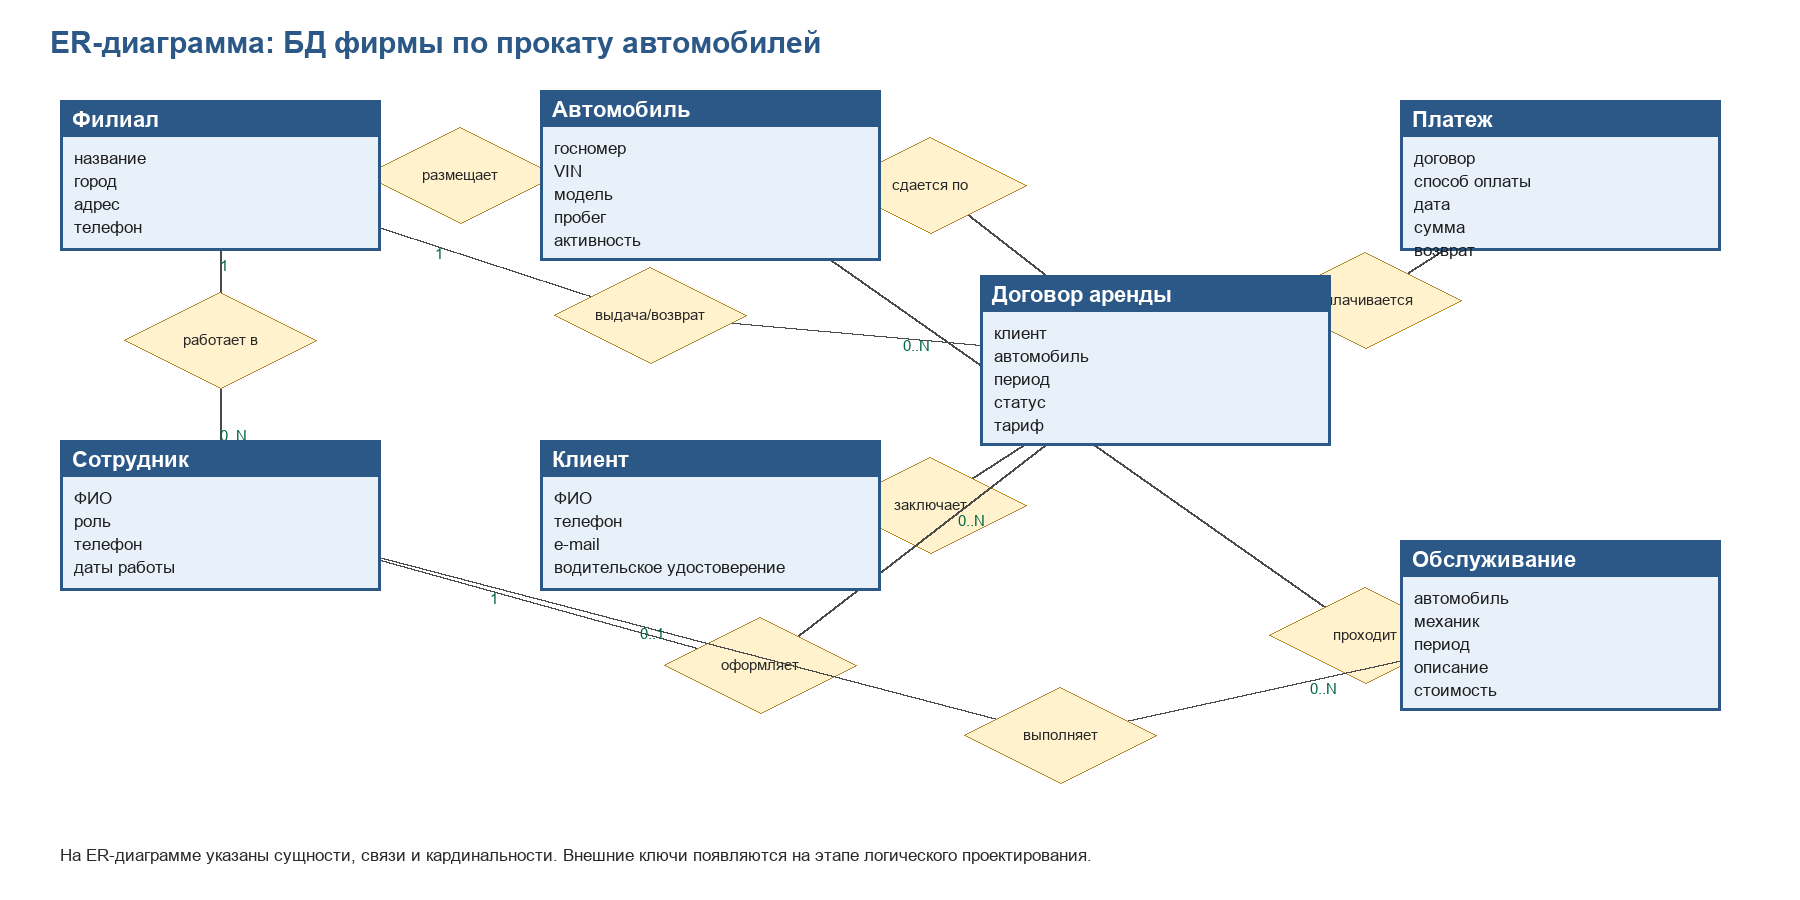 ER-диаграмма: БД фирмы по прокату автомобилей
Филиал
название
город
адрес
телефон
размещает
Автомобиль
госномер
VIN
модель
пробег
активность
сдается по
Платеж
договор
способ оплаты
дата
сумма
возврат
1
1
работает в
выдача/возврат
0..N
Договор аренды
клиент
автомобиль
период
статус
тариф
0..N
Сотрудник
ФИО
роль
телефон
даты работы
Клиент
ФИО
телефон
e-mail
водительское удостоверение
заключает
0..N
1
0..1
оформляет
выполняет
проходит
0..N
Обслуживание
автомобиль
механик
период
описание
стоимость
На ER-диаграмме указаны сущности, связи и кардинальности. Внешние ключи появляются на этапе логического проектирования.